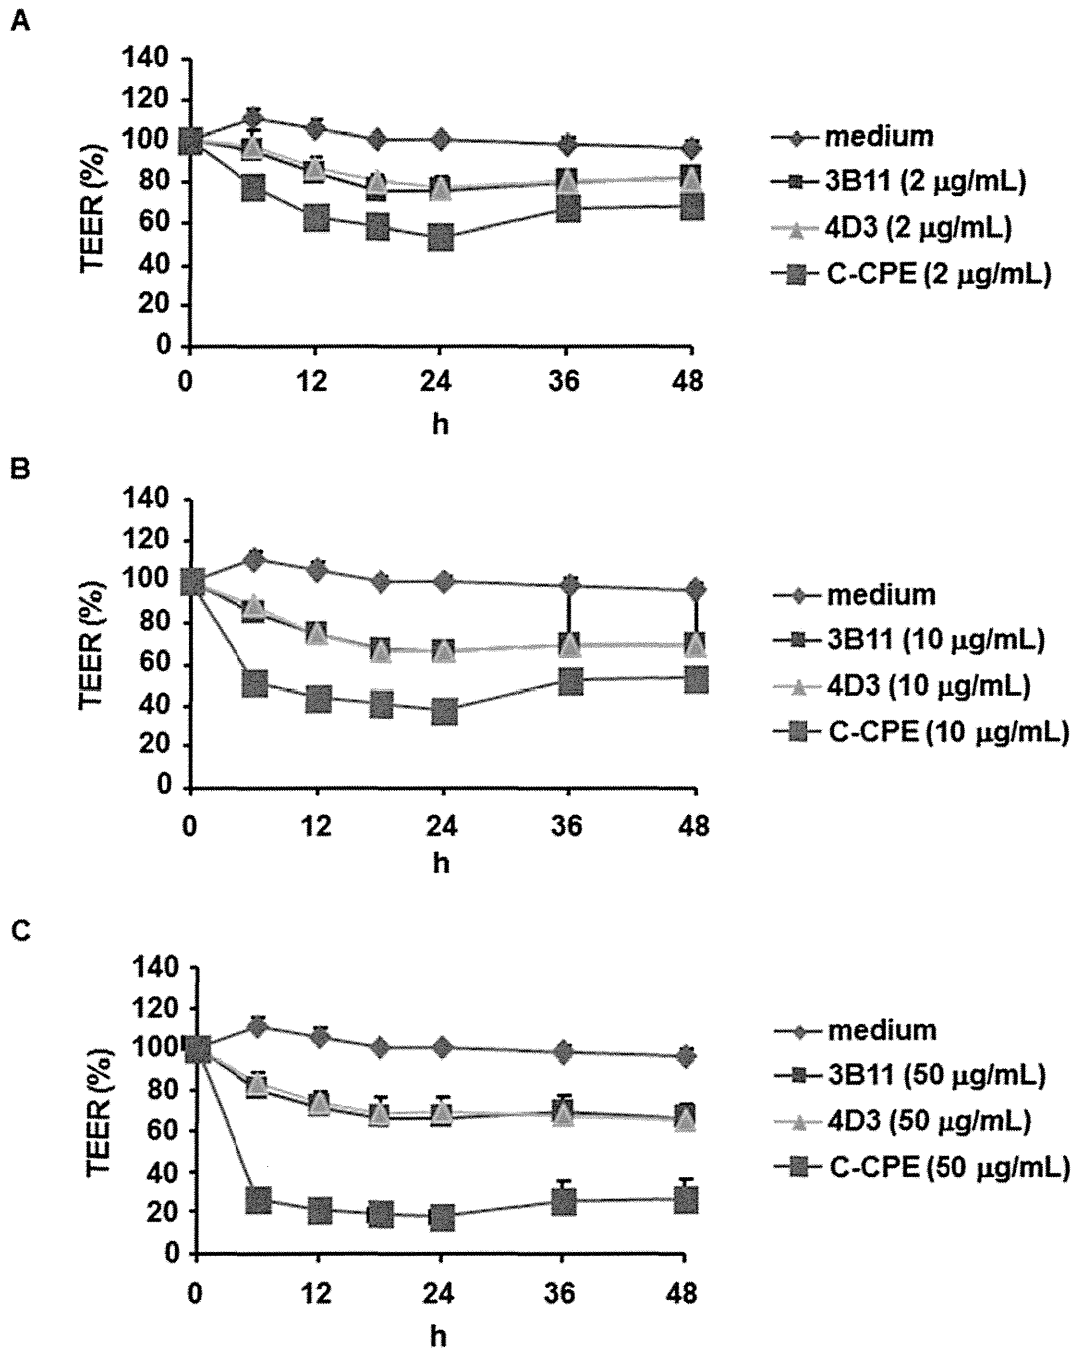 A
140
120
100
80
60
40
20
0
TEER (%)
0 12 24 36 48
h
medium
3B11 (2 μg/mL)
4D3 (2 μg/mL)
C-CPE (2 μg/mL)
B
140
120
100
80
60
40
20
0
TEER (%)
0 12 24 36 48
h
medium
3B11 (10 μg/mL)
4D3 (10 μg/mL)
C-CPE (10 μg/mL)
C
140
120
100
80
60
40
20
0
TEER (%)
0 12 24 36 48
h
medium
3B11 (50 μg/mL)
4D3 (50 μg/mL)
C-CPE (50 μg/mL)